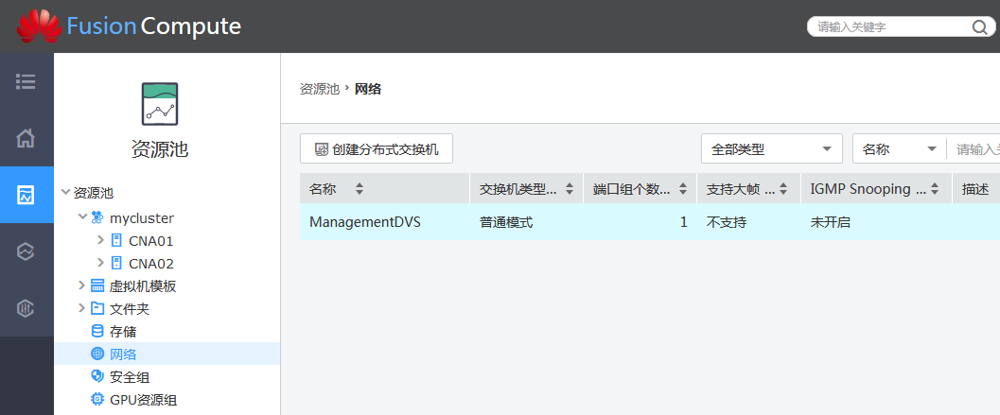 Fusion Compute
请输入关键字
资源池
资源池
mycluster
CNA01
CNA02
虚拟机模板
文件夹
存储
网络
安全组
GPU资源组
资源池 › 网络
创建分布式交换机
全部类型
名称
请输入关
名称 交换机类型... 端口组个数... 支持大帧 ... IGMP Snooping ... 描述
ManagementDVS 普通模式 1 不支持 未开启